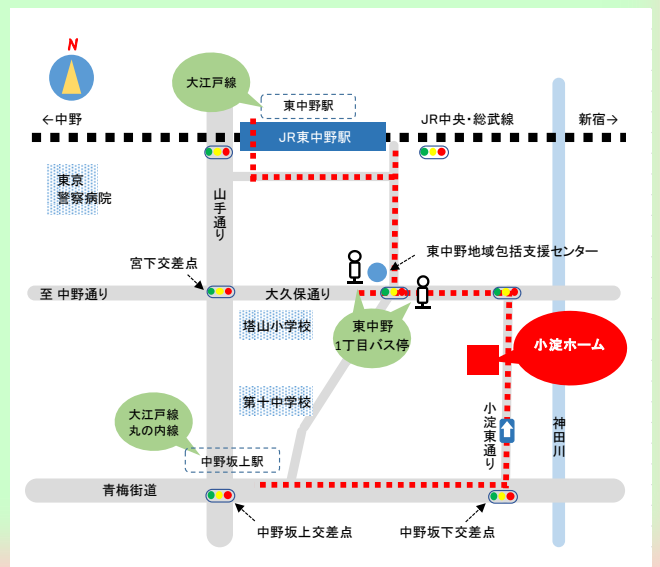 N
大江戸線
東中野駅
←中野
JR東中野駅
JR中央・総武線
新宿→
東京
警察病院
山手通り
東中野地域包括支援センター
宮下交差点
至 中野通り
大久保通り
塔山小学校
東中野
1丁目バス停
小淀ホーム
第十中学校
大江戸線
丸の内線
小淀東通り
神田川
中野坂上駅
青梅街道
中野坂上交差点
中野坂下交差点